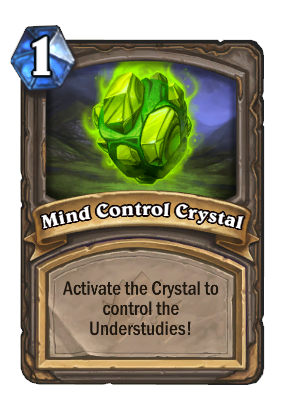 1
Mind Control Crystal
Activate the Crystal to
control the
Understudies!